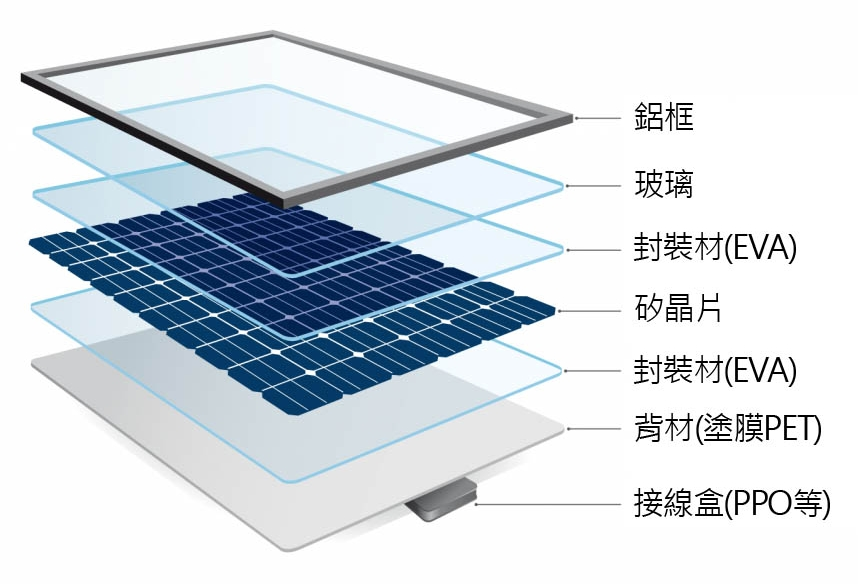 鋁框
玻璃
封裝材(EVA)
矽晶片
封裝材(EVA)
背材(塗膜PET)
接線盒(PPO等)